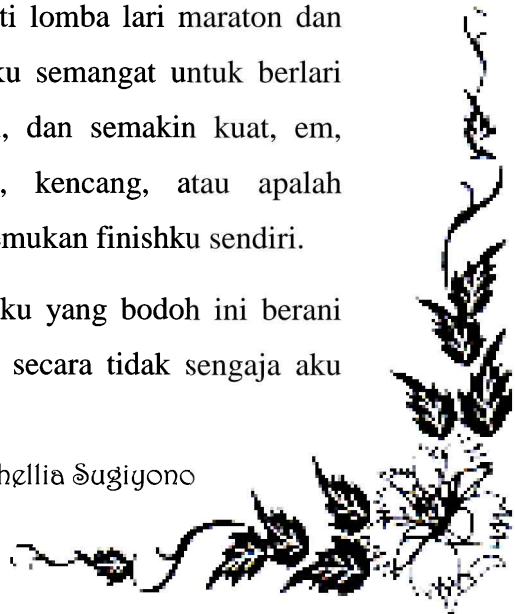 ti lomba lari maraton dan
ku semangat untuk berlari
, dan semakin kuat, em,
, kencang, atau apalah
emukan finishku sendiri.
ku yang bodoh ini berani
secara tidak sengaja aku
hellia Sugiyono